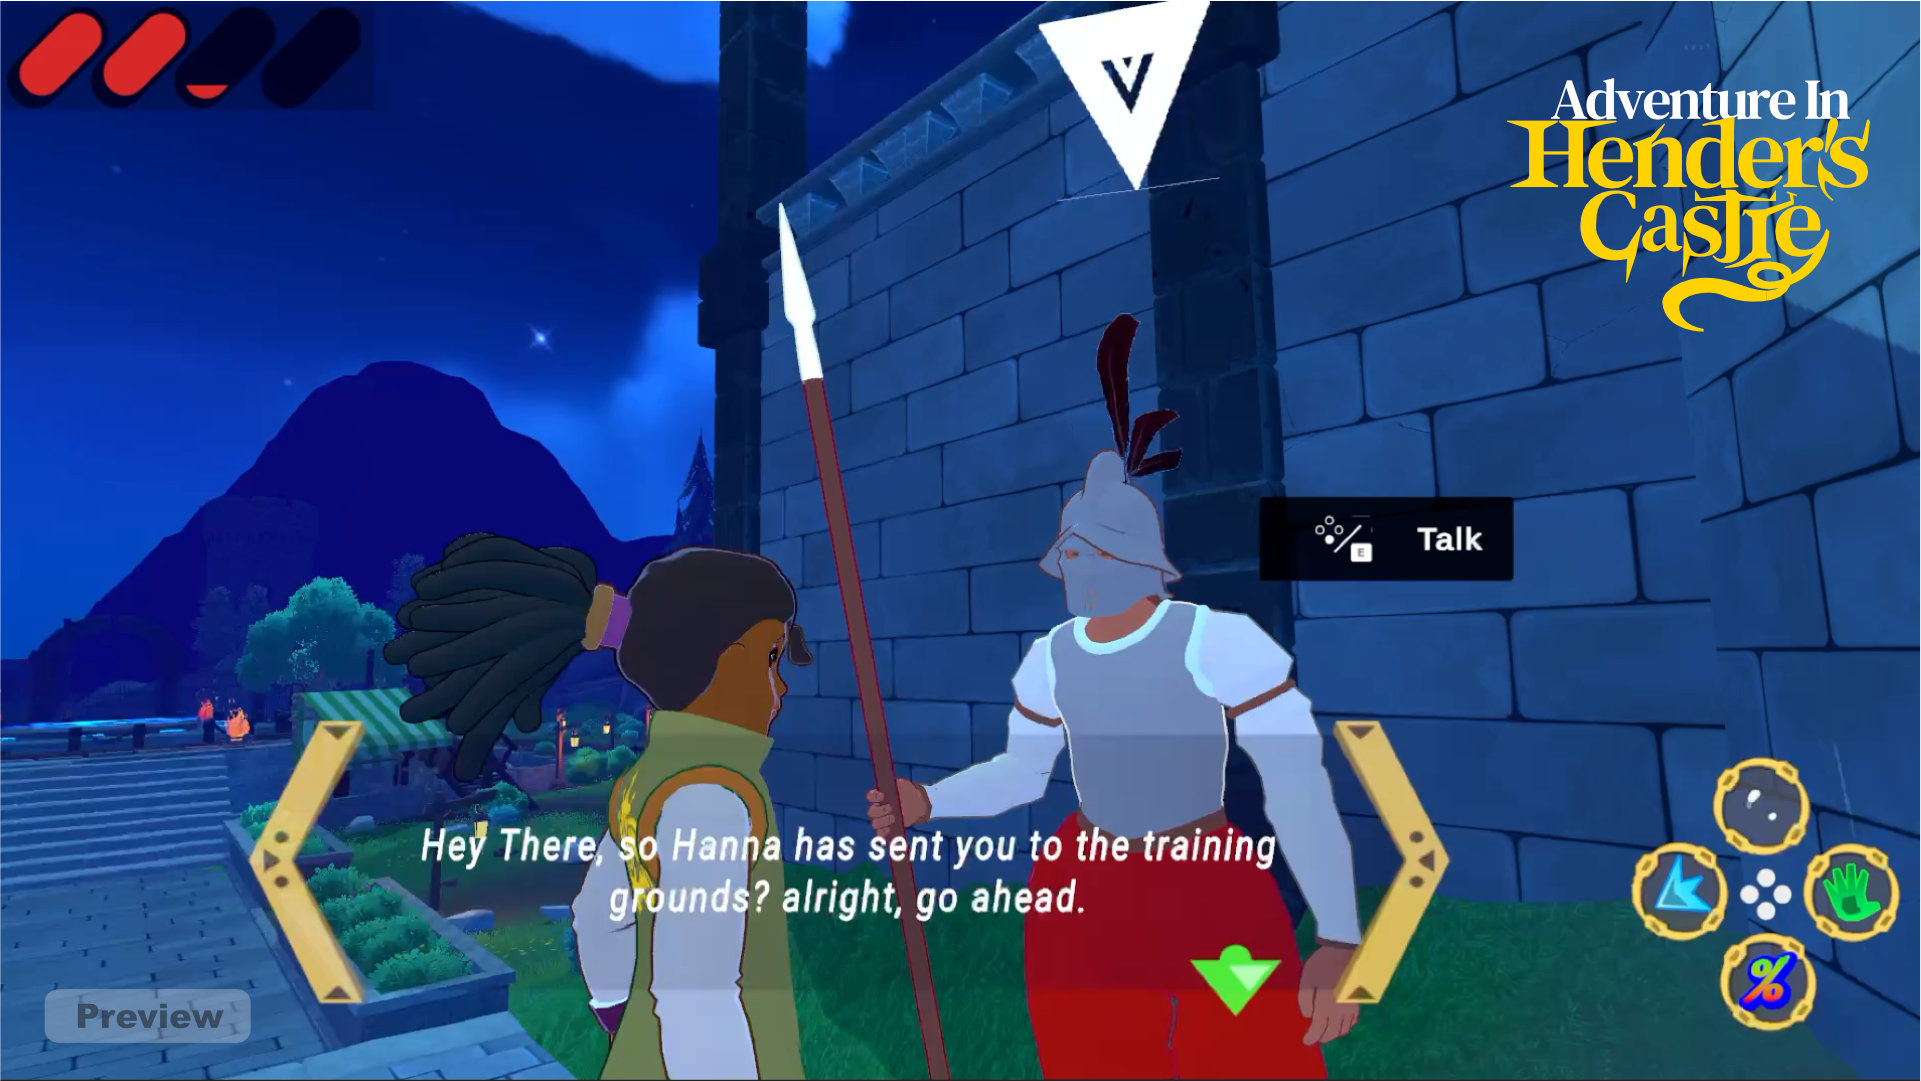 Adventure In
Hender's
Castle
E
Talk
Hey There, so Hanna has sent you to the training
grounds? alright, go ahead.
%
Preview